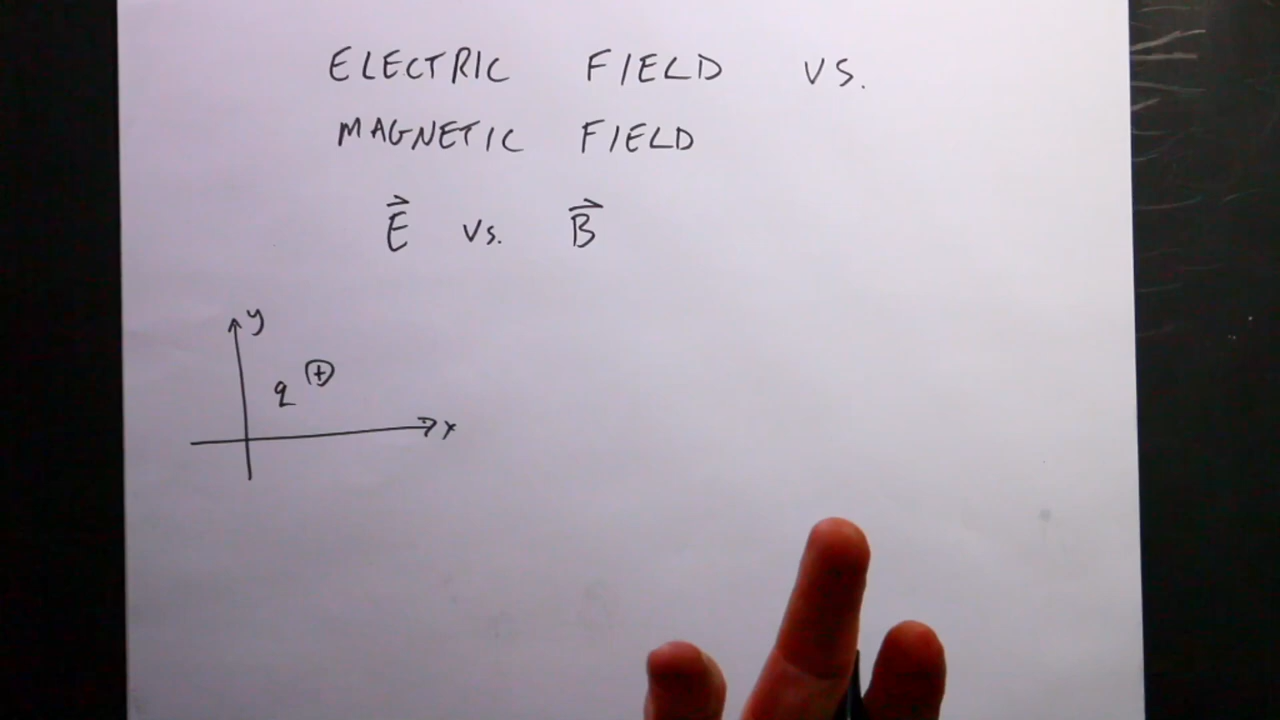 ELECTRIC FIELD VS.
MAGNETIC FIELD
E⃗ vs. B⃗
y
q +
x